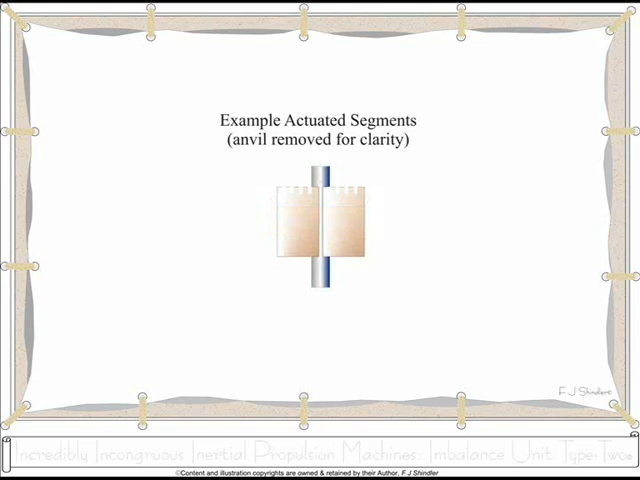 Example Actuated Segments
(anvil removed for clarity)
F J Shindler
Incredibly Incongruous Inertial Propulsion Machines: Imbalance Unit Type-Two
©Content and illustration copyrights are owned & retained by their Author, F J Shindler